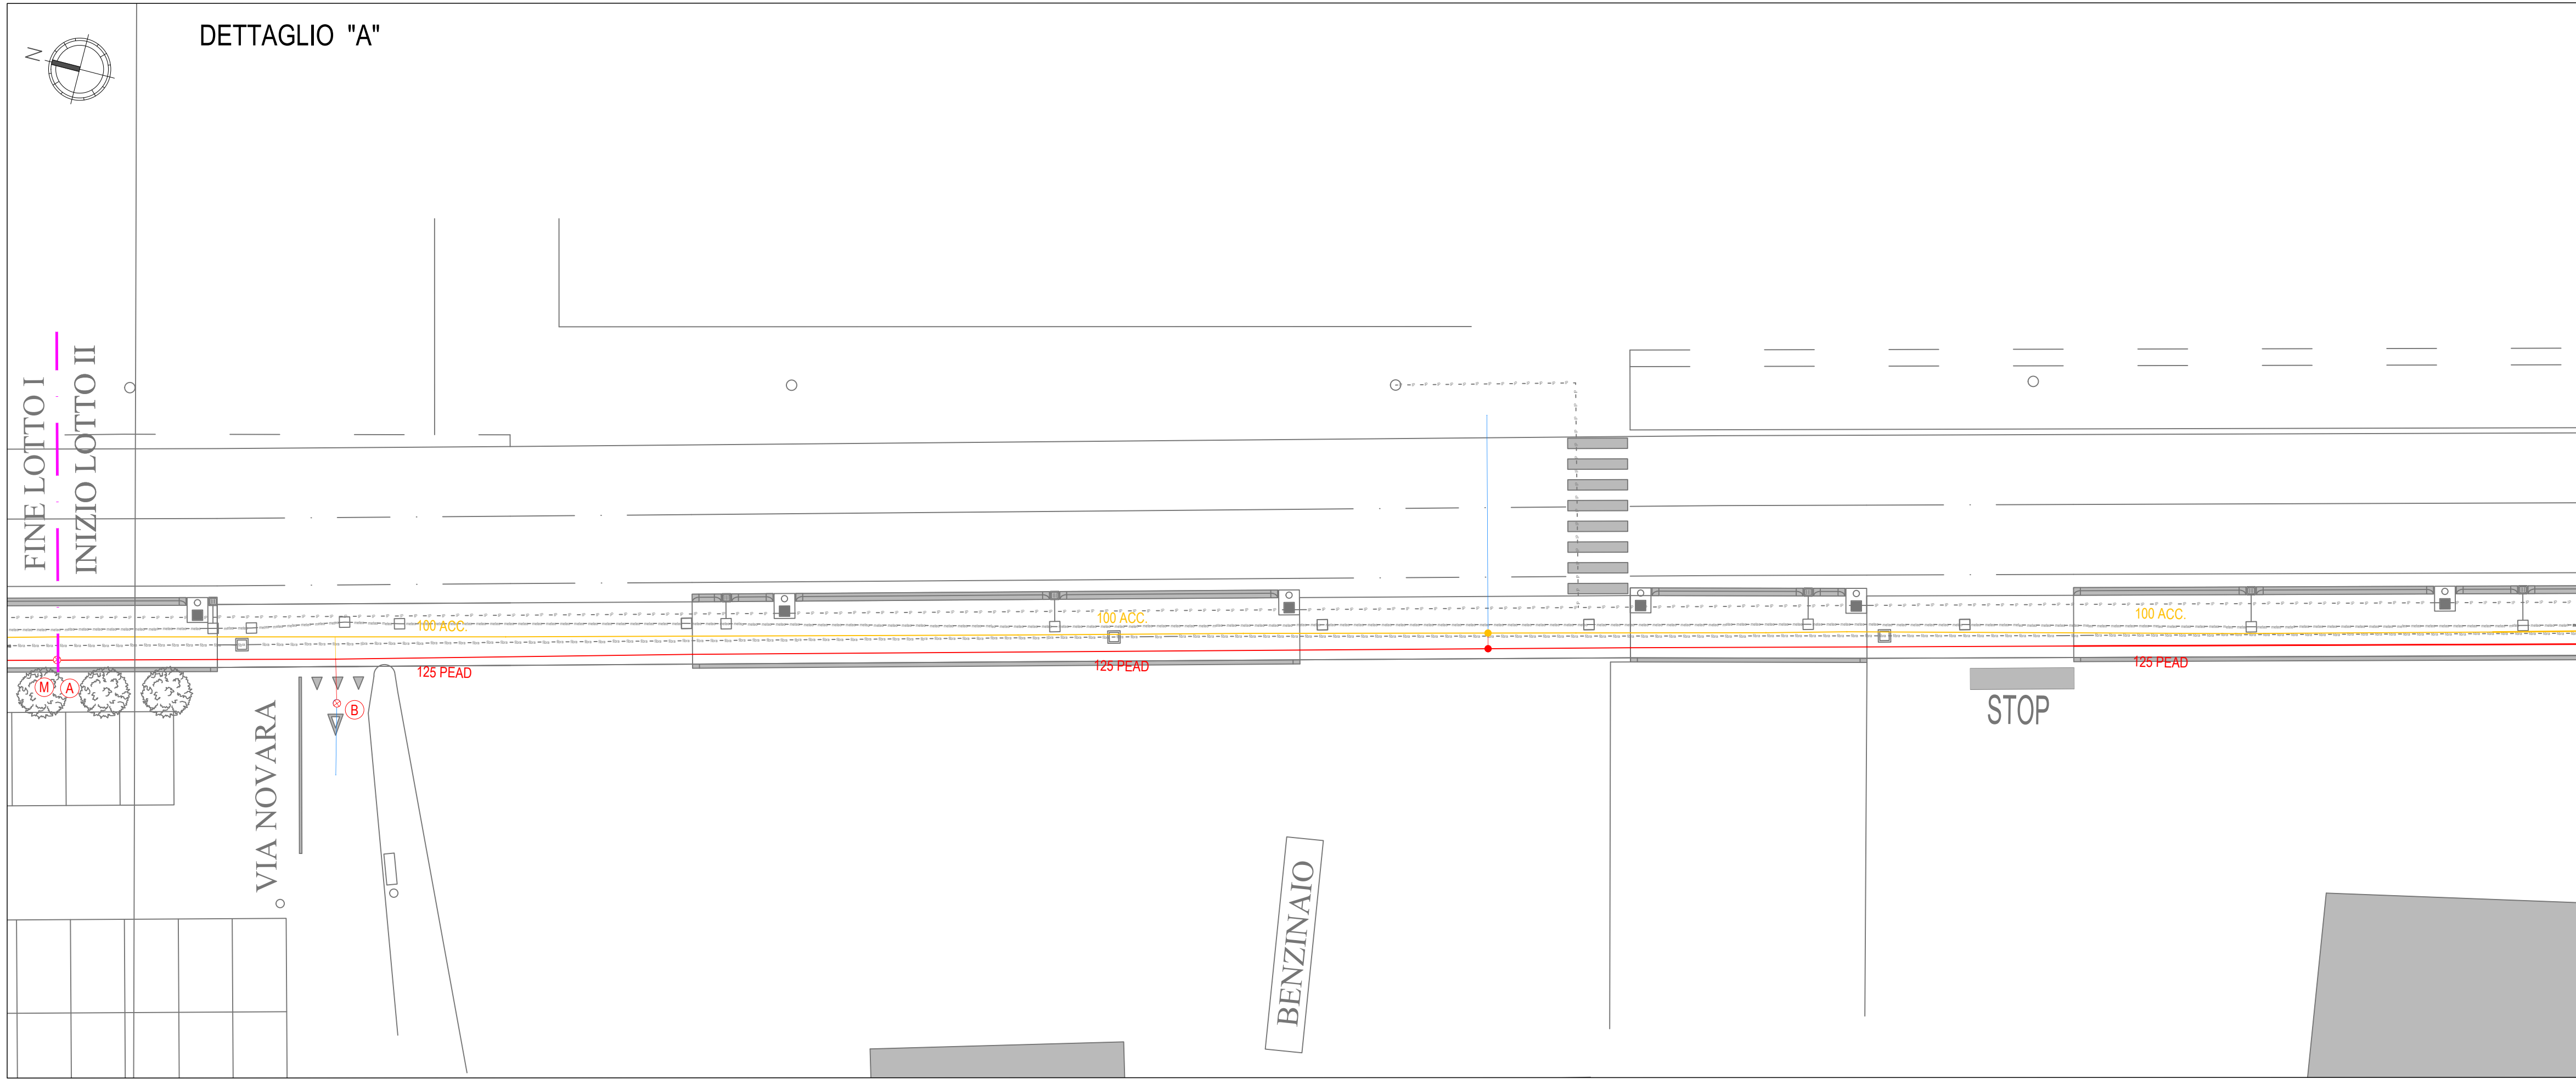 DETTAGLIO "A"
N
FINE LOTTO I
INIZIO LOTTO II
100 ACC.
100 ACC.
100 ACC.
125 PEAD
125 PEAD
125 PEAD
M
A
B
STOP
VIA NOVARA
BENZINAIO